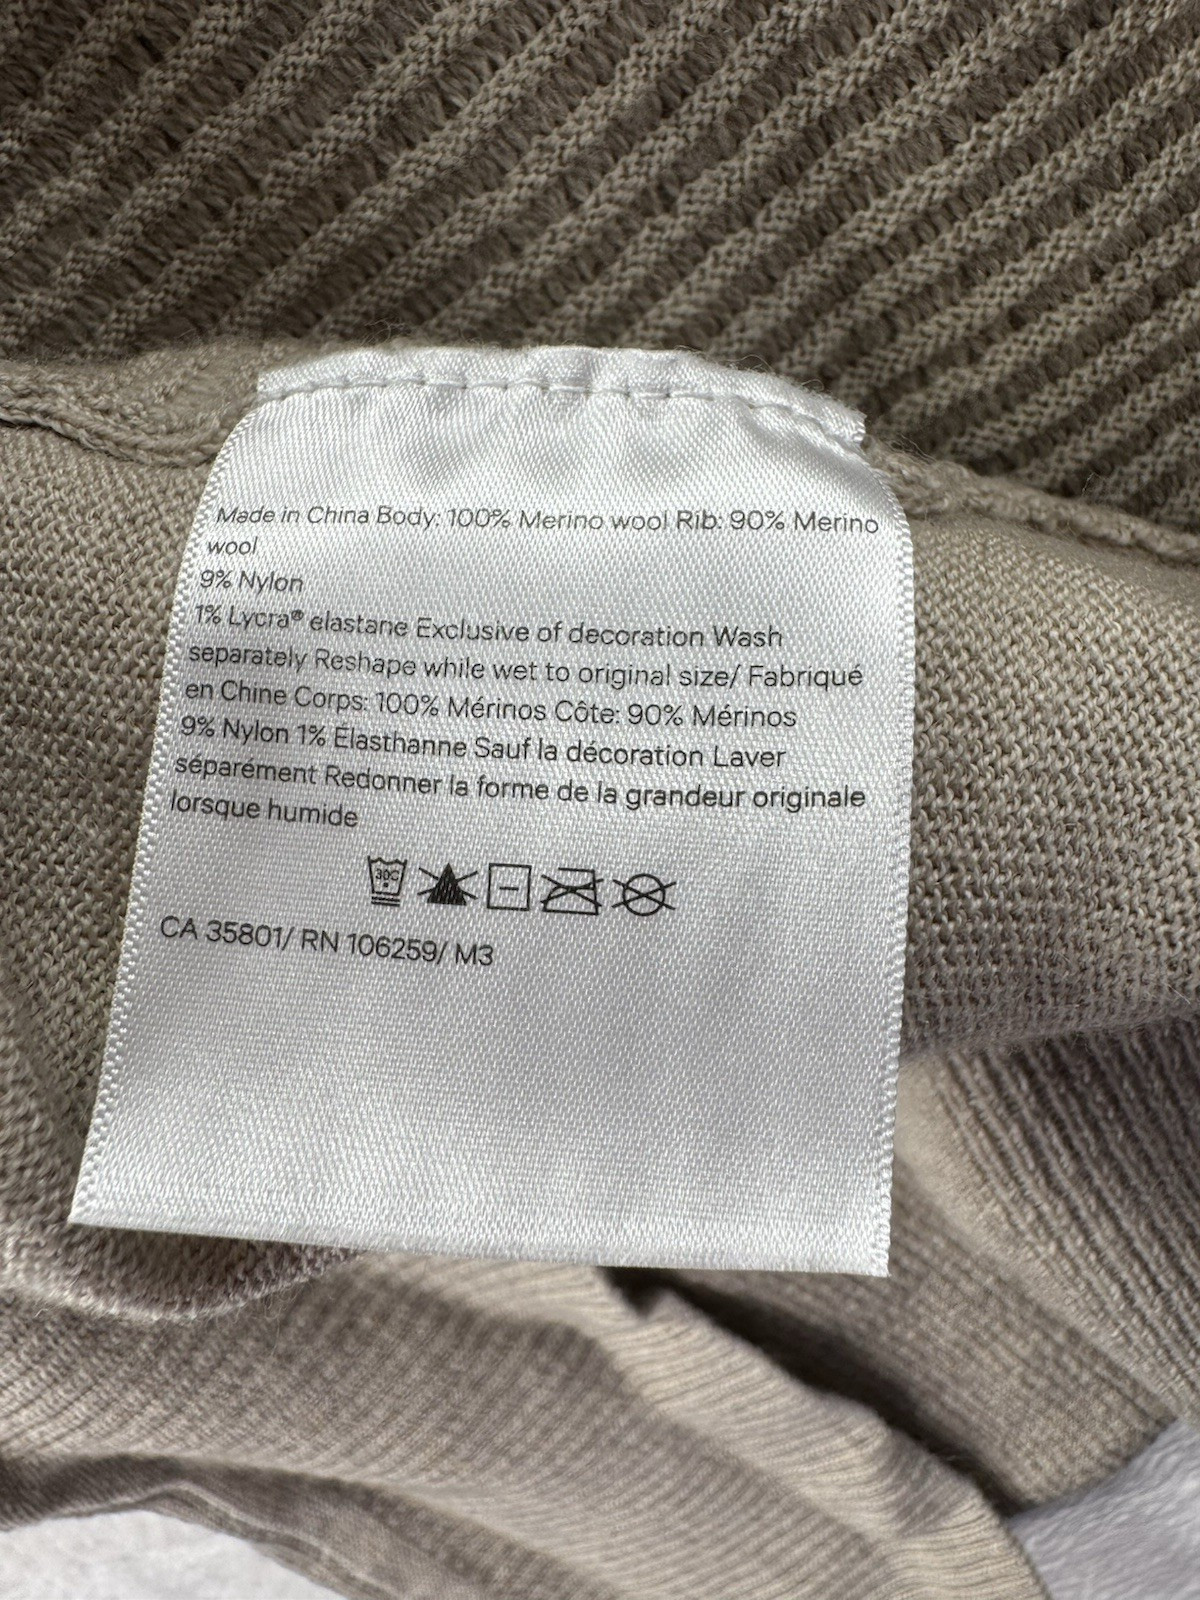 Made in China Body: 100% Merino wool Rib: 90% Merino
wool
9% Nylon
1% Lycra® elastane Exclusive of decoration Wash
separately Reshape while wet to original size/ Fabriqué
en Chine Corps: 100% Mérinos Côte: 90% Mérinos
9% Nylon 1% Élasthanne Sauf la décoration Laver
séparément Redonner la forme de la grandeur originale
lorsque humide
30C
CA 35801/ RN 106259/ M3